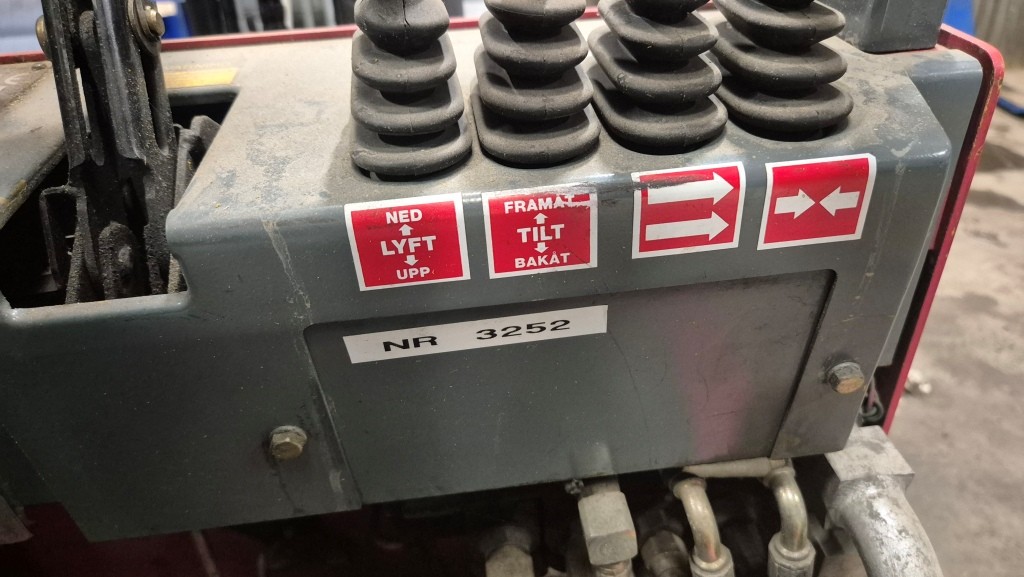 NED
LYFT
UPP
FRAMÅT
TILT
BAKÅT
NR 3252